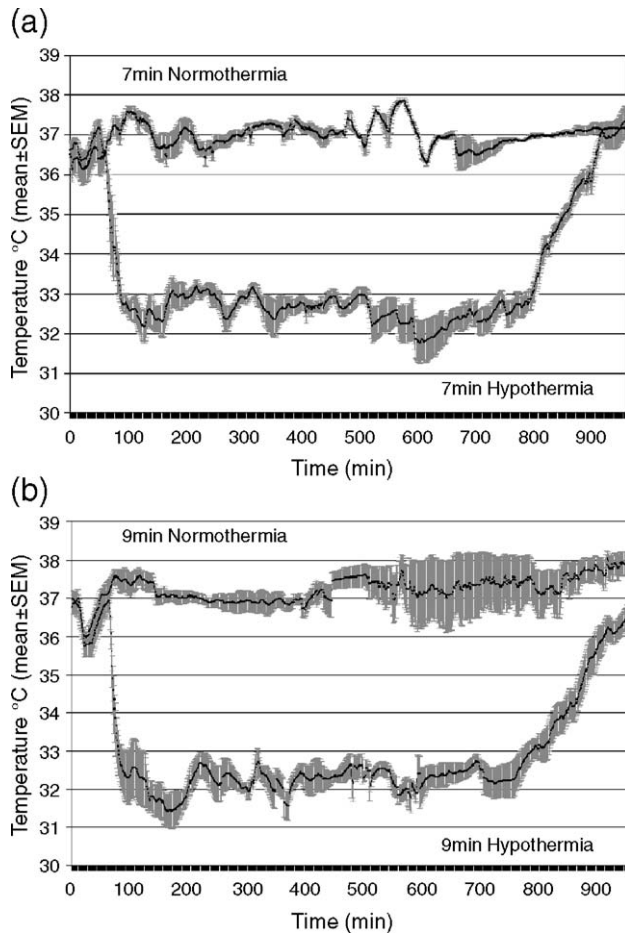 (a)
7min Normothermia
Temperature °C (mean±SEM)
39
38
37
36
35
34
33
32
31
30
7min Hypothermia
0 100 200 300 400 500 600 700 800 900
Time (min)
(b)
9min Normothermia
Temperature °C (mean±SEM)
39
38
37
36
35
34
33
32
31
30
9min Hypothermia
0 100 200 300 400 500 600 700 800 900
Time (min)